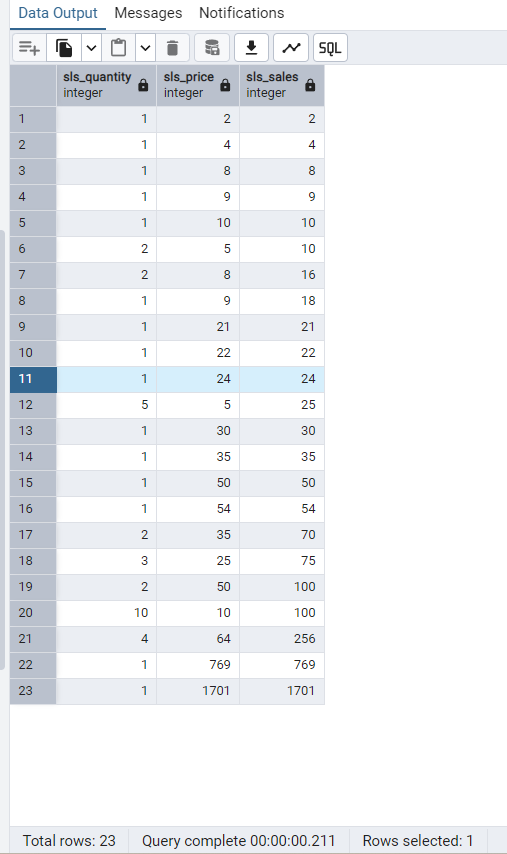 Data Output Messages Notifications
SQL
sls_quantity sls_price sls_sales
integer integer integer
1 1 2 2
2 1 4 4
3 1 8 8
4 1 9 9
5 1 10 10
6 2 5 10
7 2 8 16
8 1 9 18
9 1 21 21
10 1 22 22
11 1 24 24
12 5 5 25
13 1 30 30
14 1 35 35
15 1 50 50
16 1 54 54
17 2 35 70
18 3 25 75
19 2 50 100
20 10 10 100
21 4 64 256
22 1 769 769
23 1 1701 1701
Total rows: 23 Query complete 00:00:00.211 Rows selected: 1